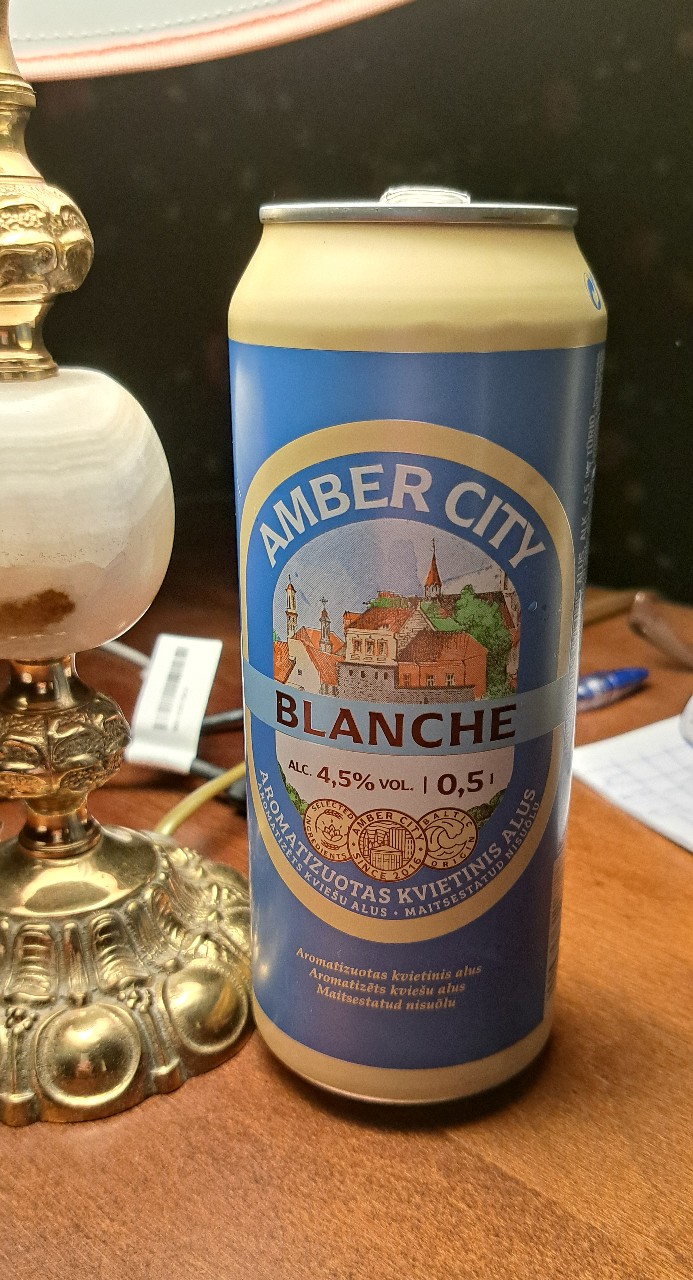 AMBER CITY
BLANCHE
ALC. 4,5% VOL. | 0,5 l
SELECTED INGREDIENTS
AMBER CITY
SINCE 2016
BALTIC ORIGIN
AROMATIZUOTAS KVIETINIS ALUS
AROMATIZĒTS KVIEŠU ALUS • MAITSESTATUD NISUÕLU
Aromatizuotas kvietinis alus
Aromatizēts kviešu alus
Maitsestatud nisuõlu